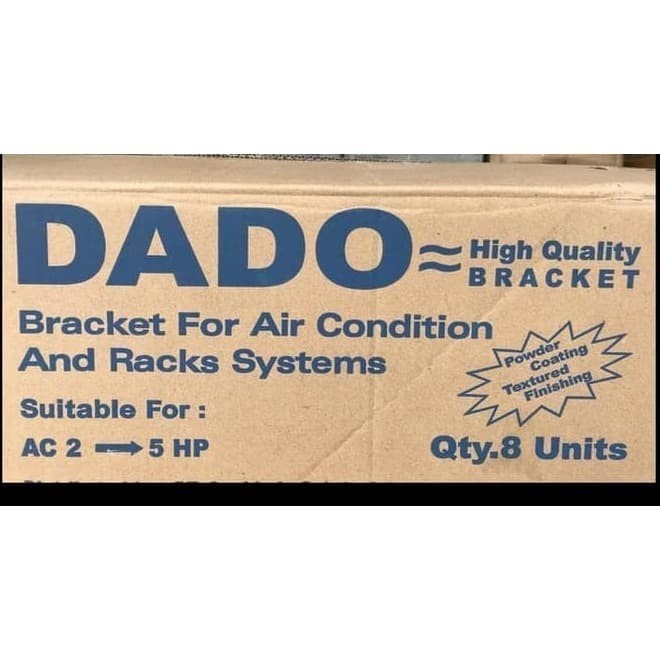 DADO
≈ High Quality
BRACKET
Bracket For Air Condition
And Racks Systems
Powder
Coating
Textured
Finishing
Suitable For :
AC 2 → 5 HP
Qty.8 Units